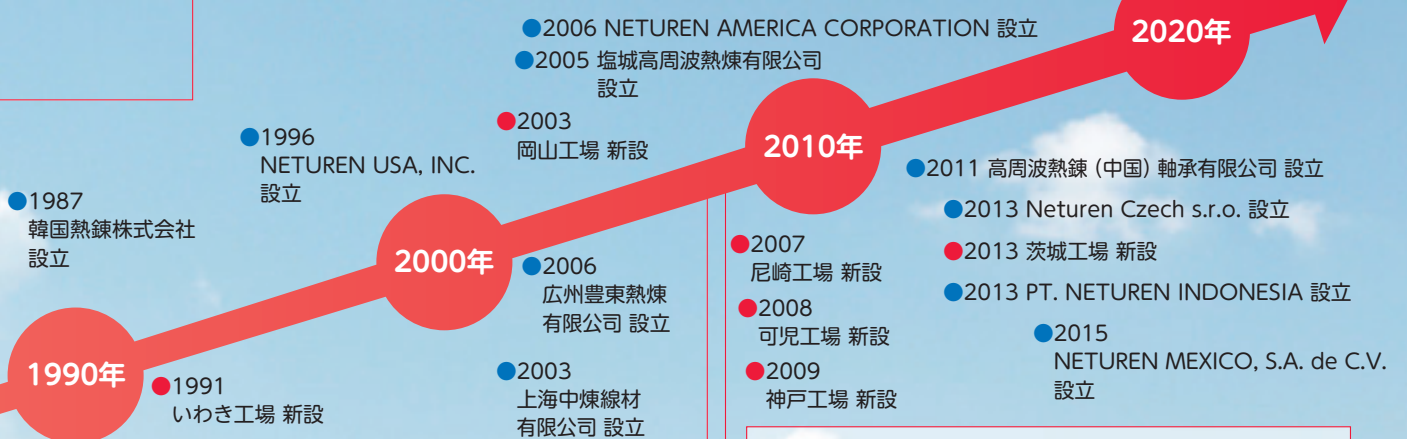 ●1987
韓国熱錬株式会社
設立
1990年
●1991
いわき工場 新設
●1996
NETUREN USA, INC.
設立
2000年
●2006 NETUREN AMERICA CORPORATION 設立
●2005 塩城高周波熱煉有限公司
設立
●2003
岡山工場 新設
●2006
広州豊東熱煉
有限公司 設立
●2003
上海中煉線材
有限公司 設立
2010年
●2007
尼崎工場 新設
●2008
可児工場 新設
●2009
神戸工場 新設
2020年
●2011 高周波熱錬（中国）軸承有限公司 設立
●2013 Neturen Czech s.r.o. 設立
●2013 茨城工場 新設
●2013 PT. NETUREN INDONESIA 設立
●2015
NETUREN MEXICO, S.A. de C.V.
設立